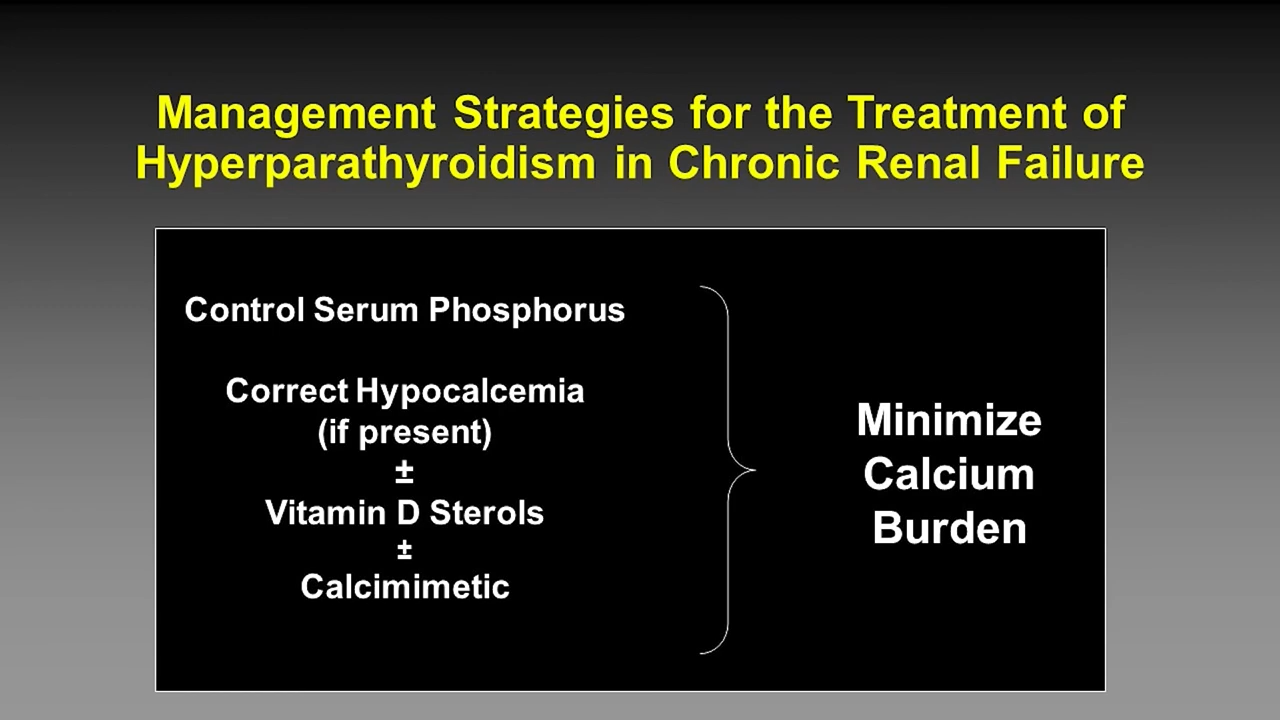 Management Strategies for the Treatment of
Hyperparathyroidism in Chronic Renal Failure
Control Serum Phosphorus
Correct Hypocalcemia
(if present)
±
Vitamin D Sterols
±
Calcimimetic
Minimize
Calcium
Burden